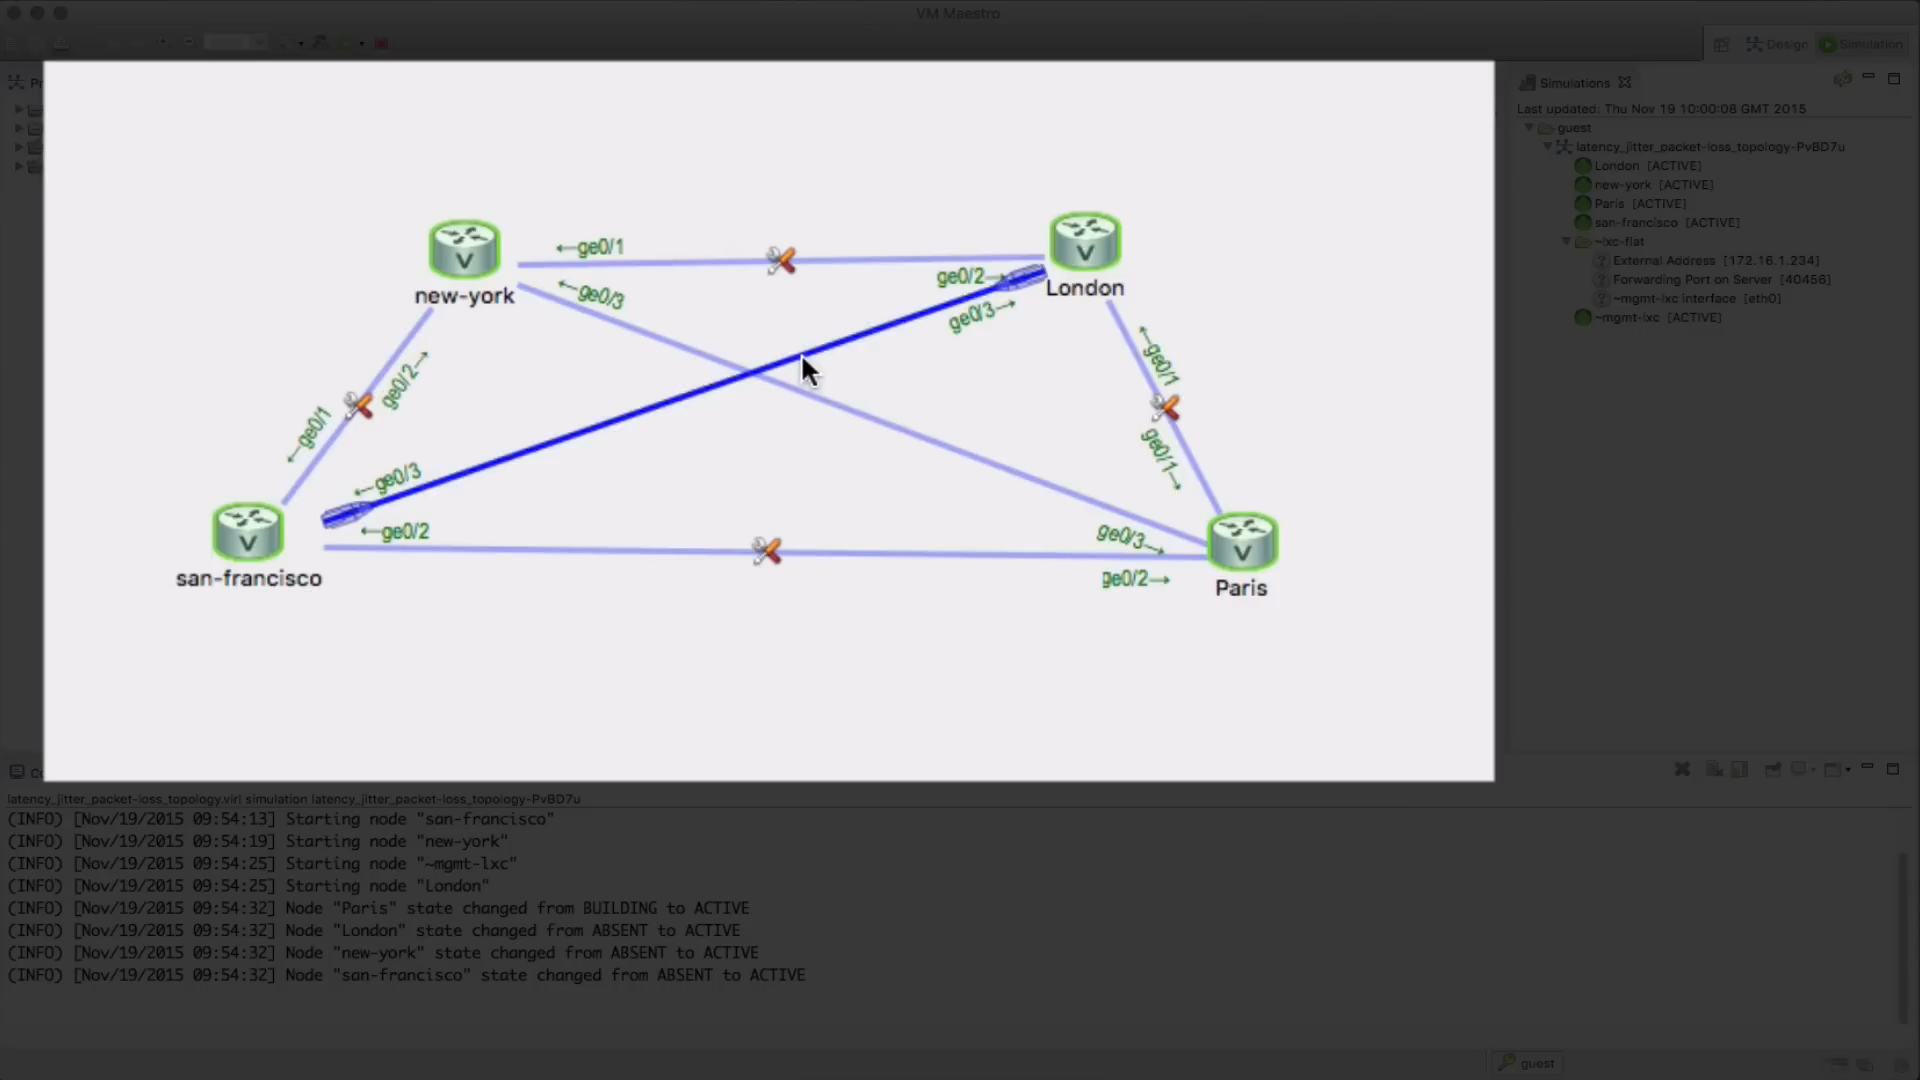 VM Maestro
Design
Simulation
Simulations
Last updated: Thu Nov 19 10:00:08 GMT 2015
guest
latency_jitter_packet-loss_topology-PvBD7u
London [ACTIVE]
new-york [ACTIVE]
Paris [ACTIVE]
san-francisco [ACTIVE]
~lxc-flat
External Address [172.16.1.234]
Forwarding Port on Server [40456]
~mgmt-lxc interface [eth0]
~mgmt-lxc [ACTIVE]
←ge0/1
ge0/2→
new-york
London
←ge0/3
ge0/3→
←ge0/1
ge0/2→
←ge0/1
ge0/1→
←ge0/3
←ge0/2
ge0/3→
san-francisco
ge0/2→
Paris
latency_jitter_packet-loss_topology.virl simulation latency_jitter_packet-loss_topology-PvBD7u
(INFO) [Nov/19/2015 09:54:13] Starting node "san-francisco"
(INFO) [Nov/19/2015 09:54:19] Starting node "new-york"
(INFO) [Nov/19/2015 09:54:25] Starting node "~mgmt-lxc"
(INFO) [Nov/19/2015 09:54:25] Starting node "London"
(INFO) [Nov/19/2015 09:54:32] Node "Paris" state changed from BUILDING to ACTIVE
(INFO) [Nov/19/2015 09:54:32] Node "London" state changed from ABSENT to ACTIVE
(INFO) [Nov/19/2015 09:54:32] Node "new-york" state changed from ABSENT to ACTIVE
(INFO) [Nov/19/2015 09:54:32] Node "san-francisco" state changed from ABSENT to ACTIVE
guest